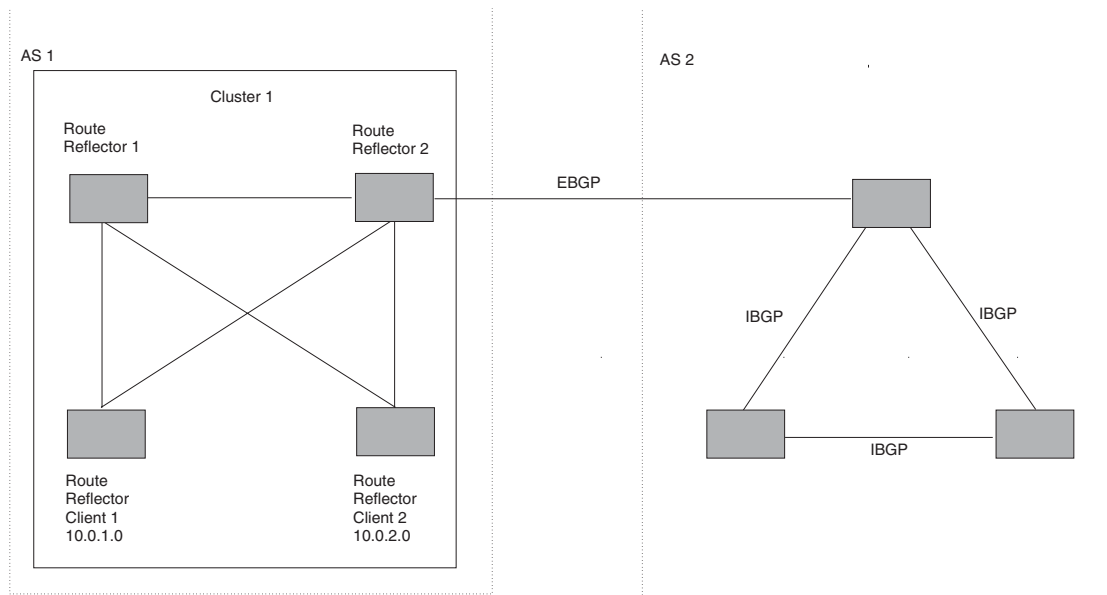 AS 1
AS 2
Cluster 1
Route
Reflector 1
Route
Reflector 2
EBGP
IBGP
IBGP
IBGP
Route
Reflector
Client 1
10.0.1.0
Route
Reflector
Client 2
10.0.2.0